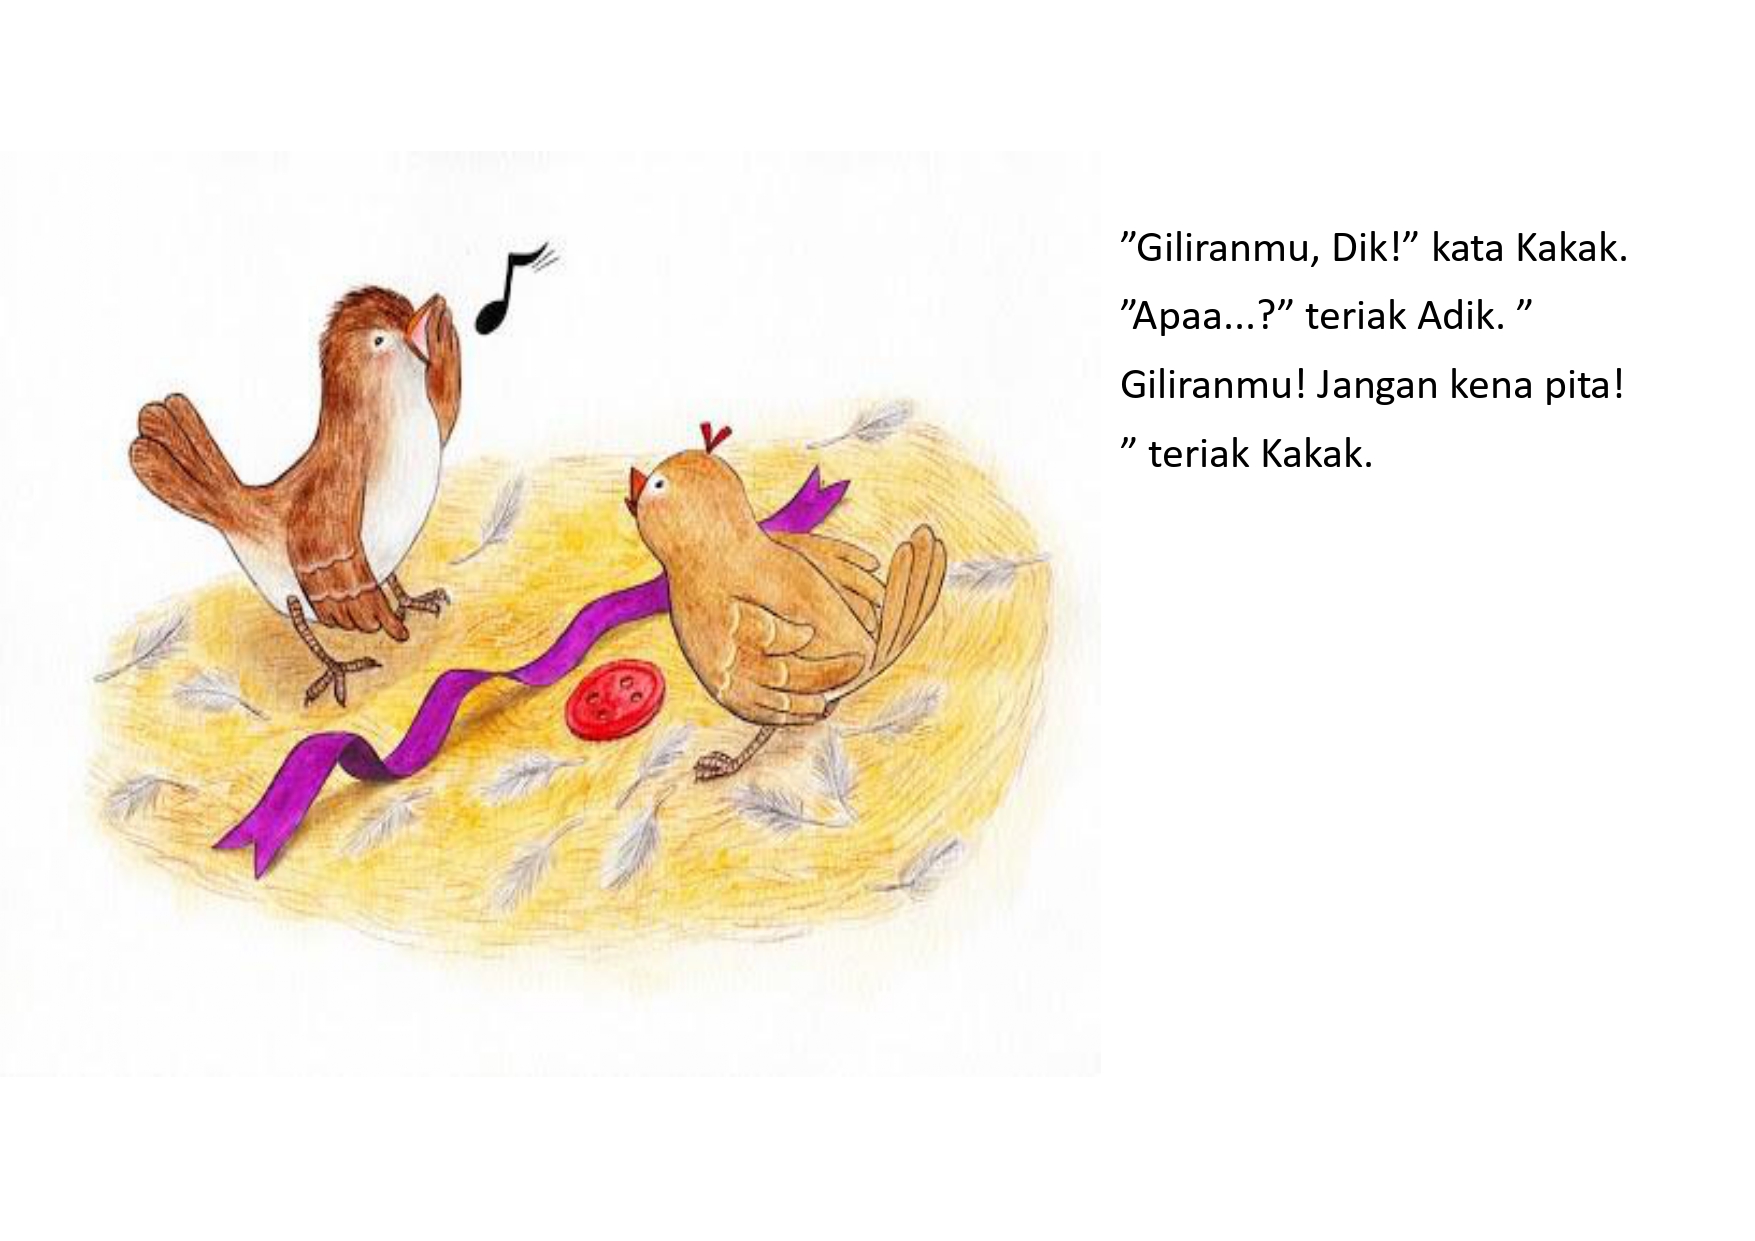 ”Giliranmu, Dik!” kata Kakak.
”Apaa...?” teriak Adik. ”
Giliranmu! Jangan kena pita!
” teriak Kakak.